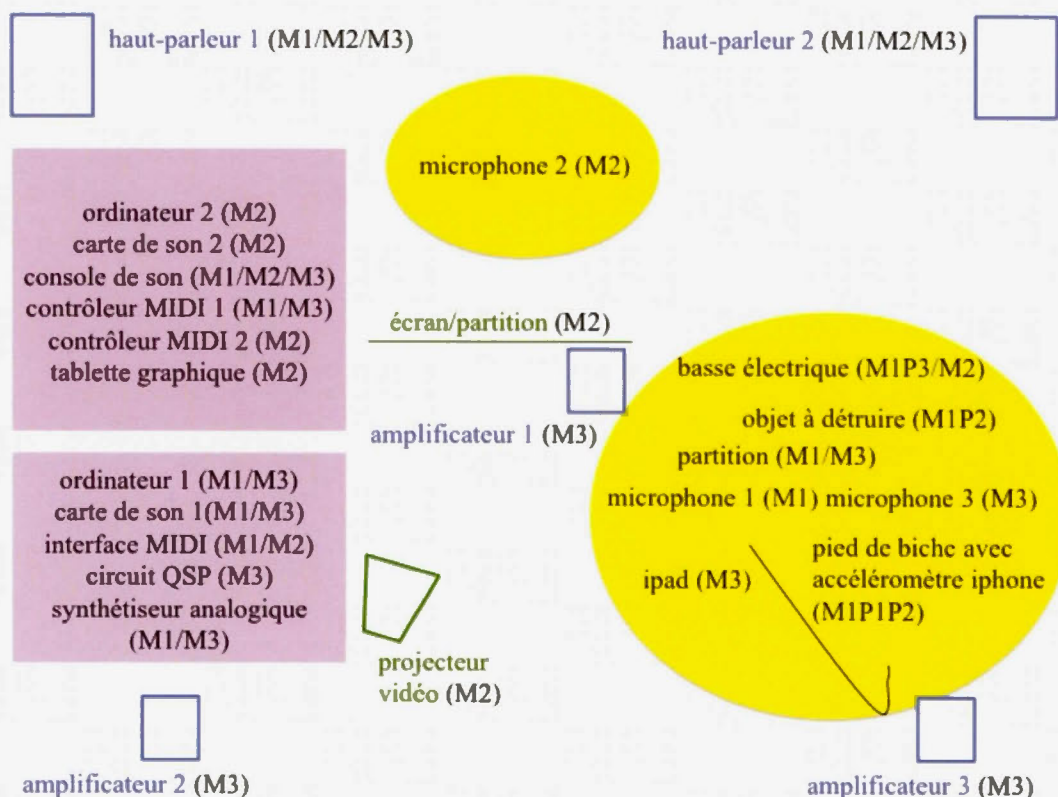 haut-parleur 1 (M1/M2/M3)
haut-parleur 2 (M1/M2/M3)
microphone 2 (M2)
ordinateur 2 (M2)
carte de son 2 (M2)
console de son (M1/M2/M3)
contrôleur MIDI 1 (M1/M3)
contrôleur MIDI 2 (M2)
tablette graphique (M2)
écran/partition (M2)
amplificateur 1 (M3)
basse électrique (M1P3/M2)
objet à détruire (M1P2)
partition (M1/M3)
microphone 1 (M1) microphone 3 (M3)
ipad (M3)
pied de biche avec
accéléromètre iphone
(M1P1P2)
ordinateur 1 (M1/M3)
carte de son 1(M1/M3)
interface MIDI (M1/M2)
circuit QSP (M3)
synthétiseur analogique
(M1/M3)
projecteur
vidéo (M2)
amplificateur 2 (M3)
amplificateur 3 (M3)